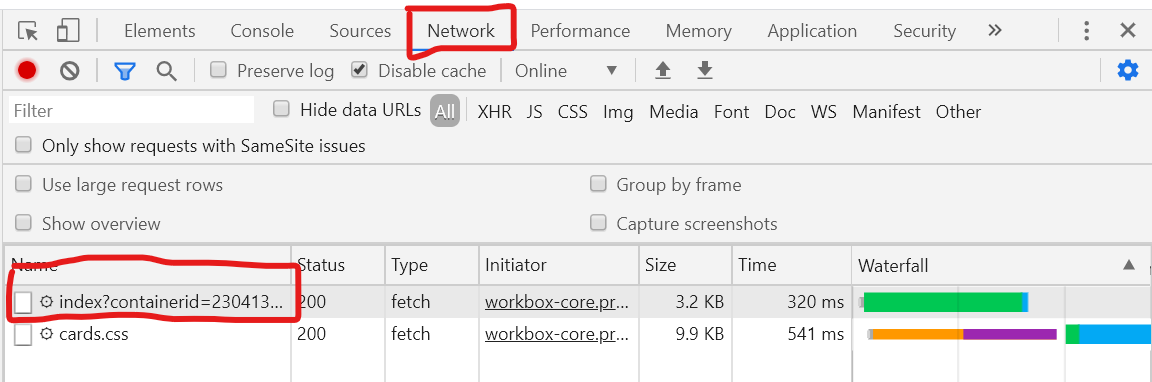 Elements Console Sources Network Performance Memory Application Security »
Preserve log Disable cache Online
Filter Hide data URLs All XHR JS CSS Img Media Font Doc WS Manifest Other
Only show requests with SameSite issues
Use large request rows Group by frame
Show overview Capture screenshots
Name Status Type Initiator Size Time Waterfall
index?containerid=230413... 200 fetch workbox-core.pr... 3.2 KB 320 ms
cards.css 200 fetch workbox-core.pr... 9.9 KB 541 ms